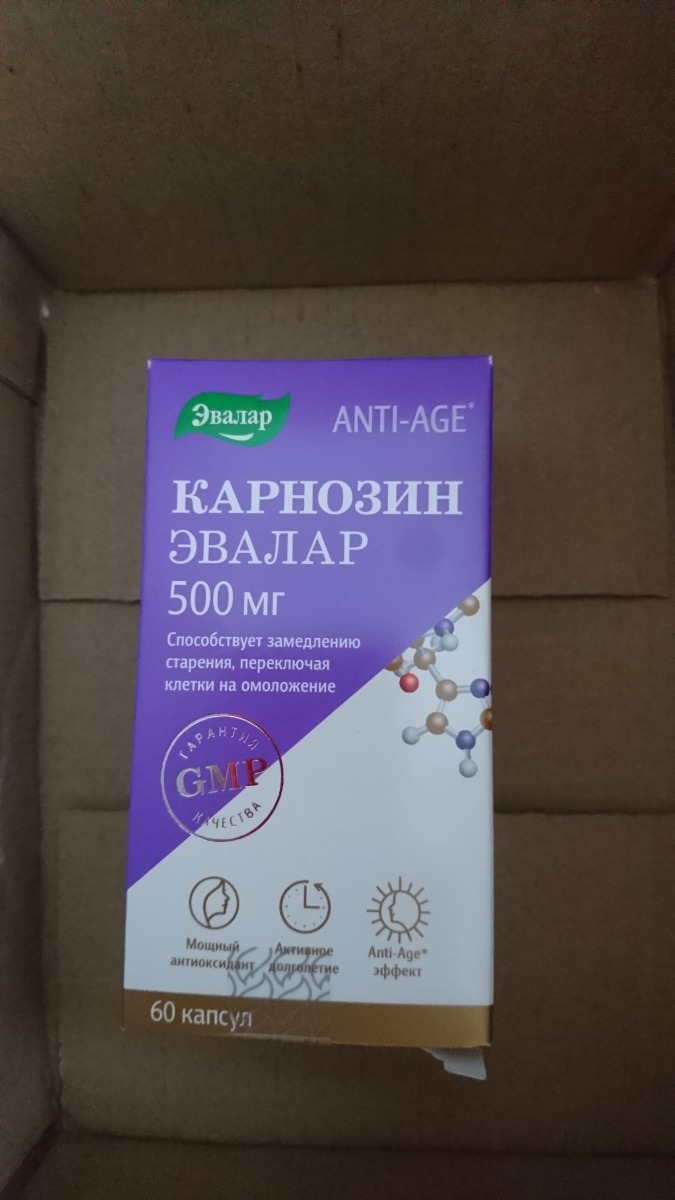 Эвалар
ANTI-AGE*
КАРНОЗИН
ЭВАЛАР
500 мг
Способствует замедлению
старения, переключая
клетки на омоложение
ГАРАНТИЯ
GMP
КАЧЕСТВА
Мощный
антиоксидант
Активное
долголетие
Anti-Age*
эффект
60 капсул